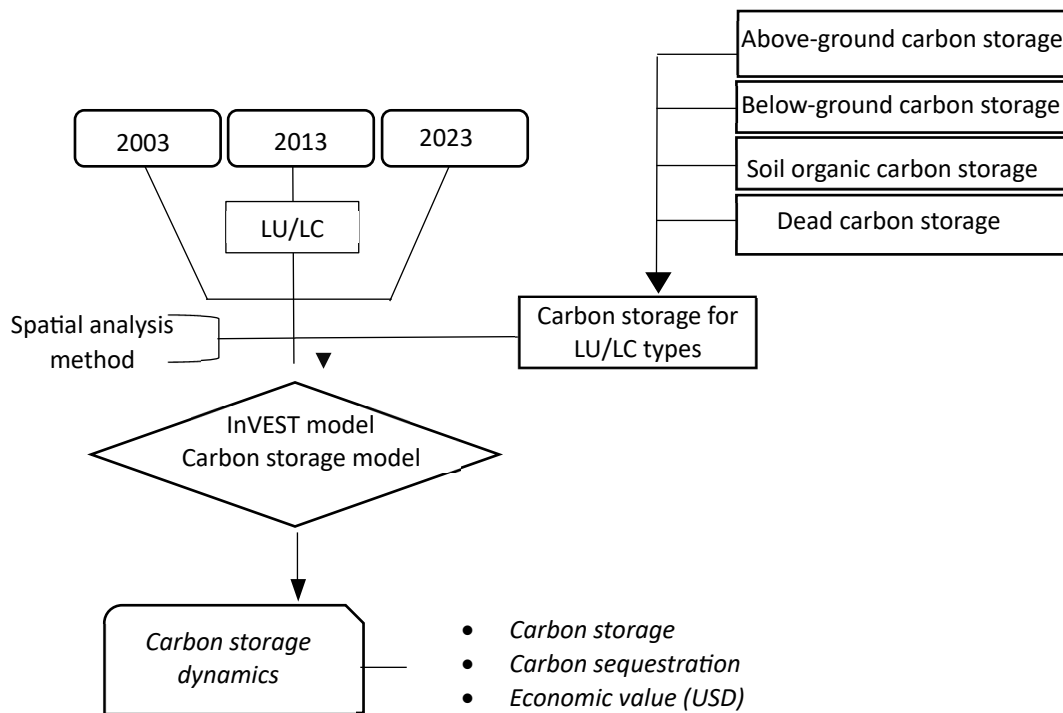 Above-ground carbon storage
Below-ground carbon storage
Soil organic carbon storage
Dead carbon storage
2003
2013
2023
LU/LC
Spatial analysis
method
Carbon storage for
LU/LC types
InVEST model
Carbon storage model
Carbon storage
dynamics
• Carbon storage
• Carbon sequestration
• Economic value (USD)